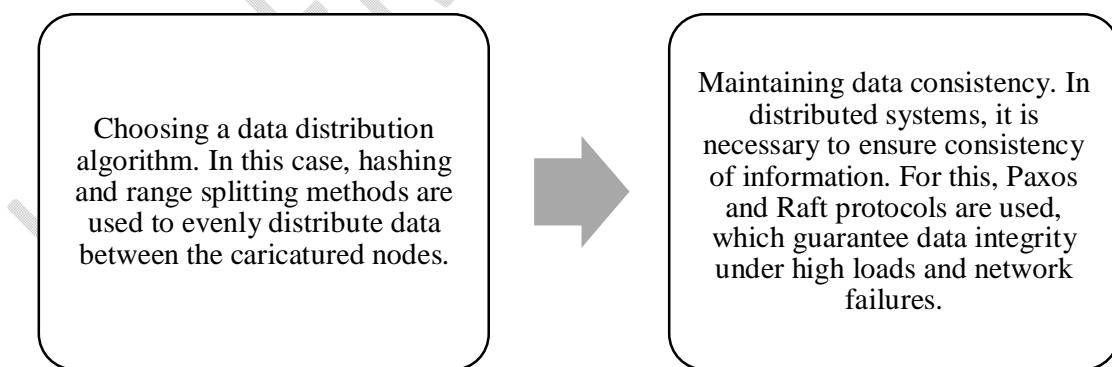 Choosing a data distribution
algorithm. In this case, hashing
and range splitting methods are
used to evenly distribute data
between the caricatured nodes.
Maintaining data consistency. In
distributed systems, it is
necessary to ensure consistency
of information. For this, Paxos
and Raft protocols are used,
which guarantee data integrity
under high loads and network
failures.